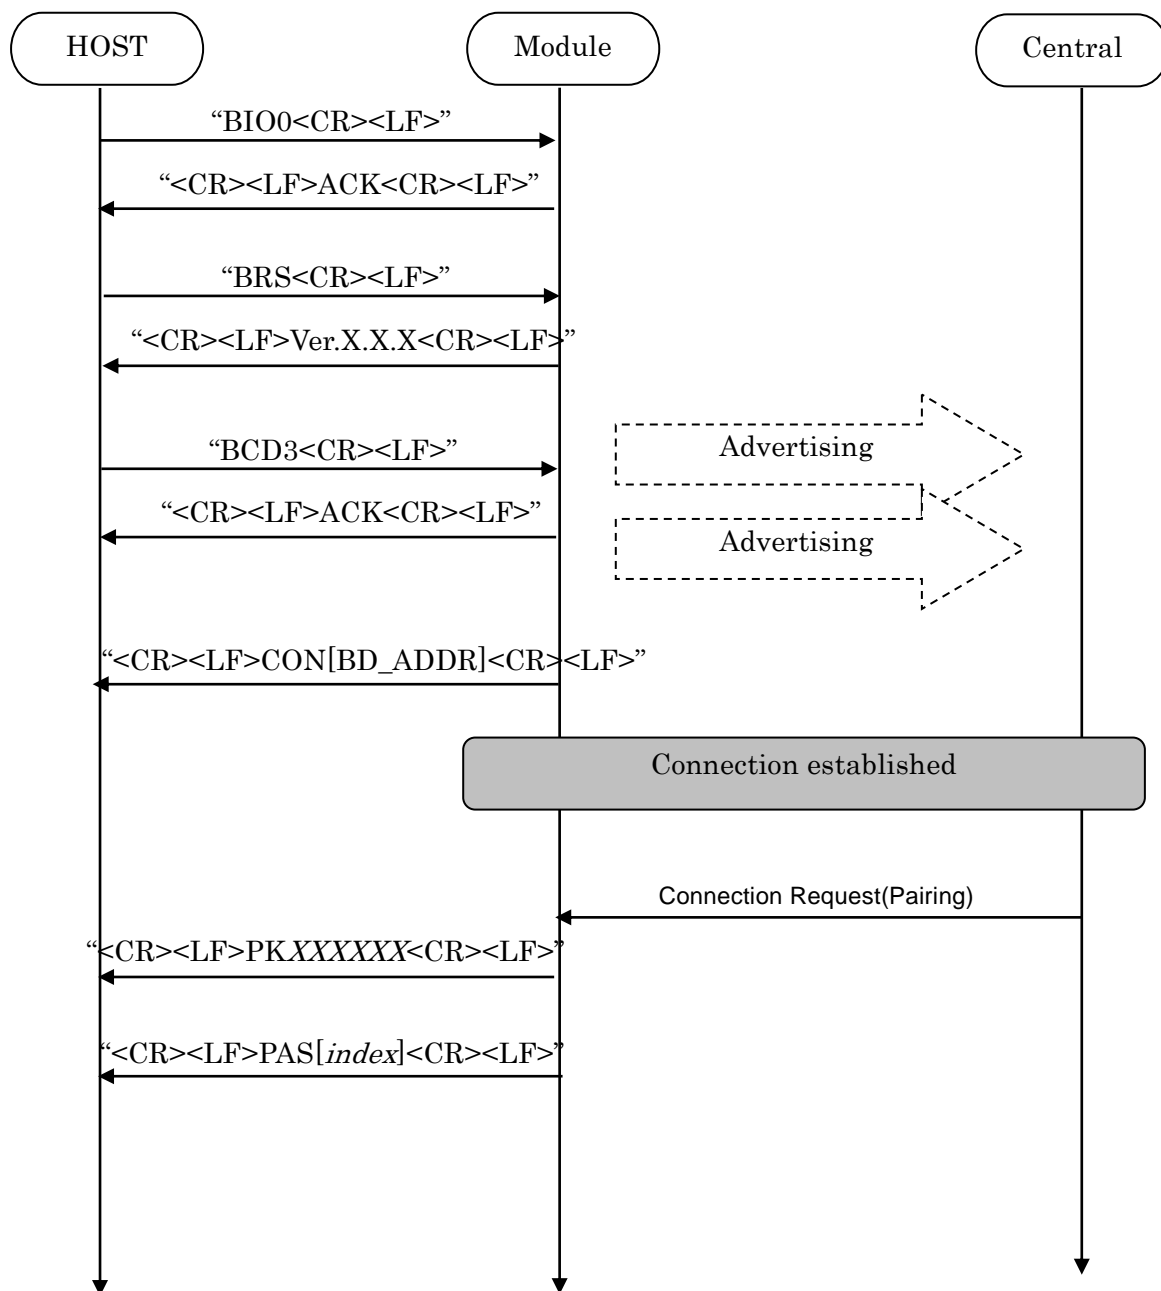 HOST
Module
Central
“BIO0<CR><LF>”
“<CR><LF>ACK<CR><LF>”
“BRS<CR><LF>”
“<CR><LF>Ver.X.X.X<CR><LF>”
“BCD3<CR><LF>”
Advertising
“<CR><LF>ACK<CR><LF>”
Advertising
“<CR><LF>CON[BD_ADDR]<CR><LF>”
Connection established
Connection Request(Pairing)
“<CR><LF>PKXXXXXX<CR><LF>”
“<CR><LF>PAS[index]<CR><LF>”